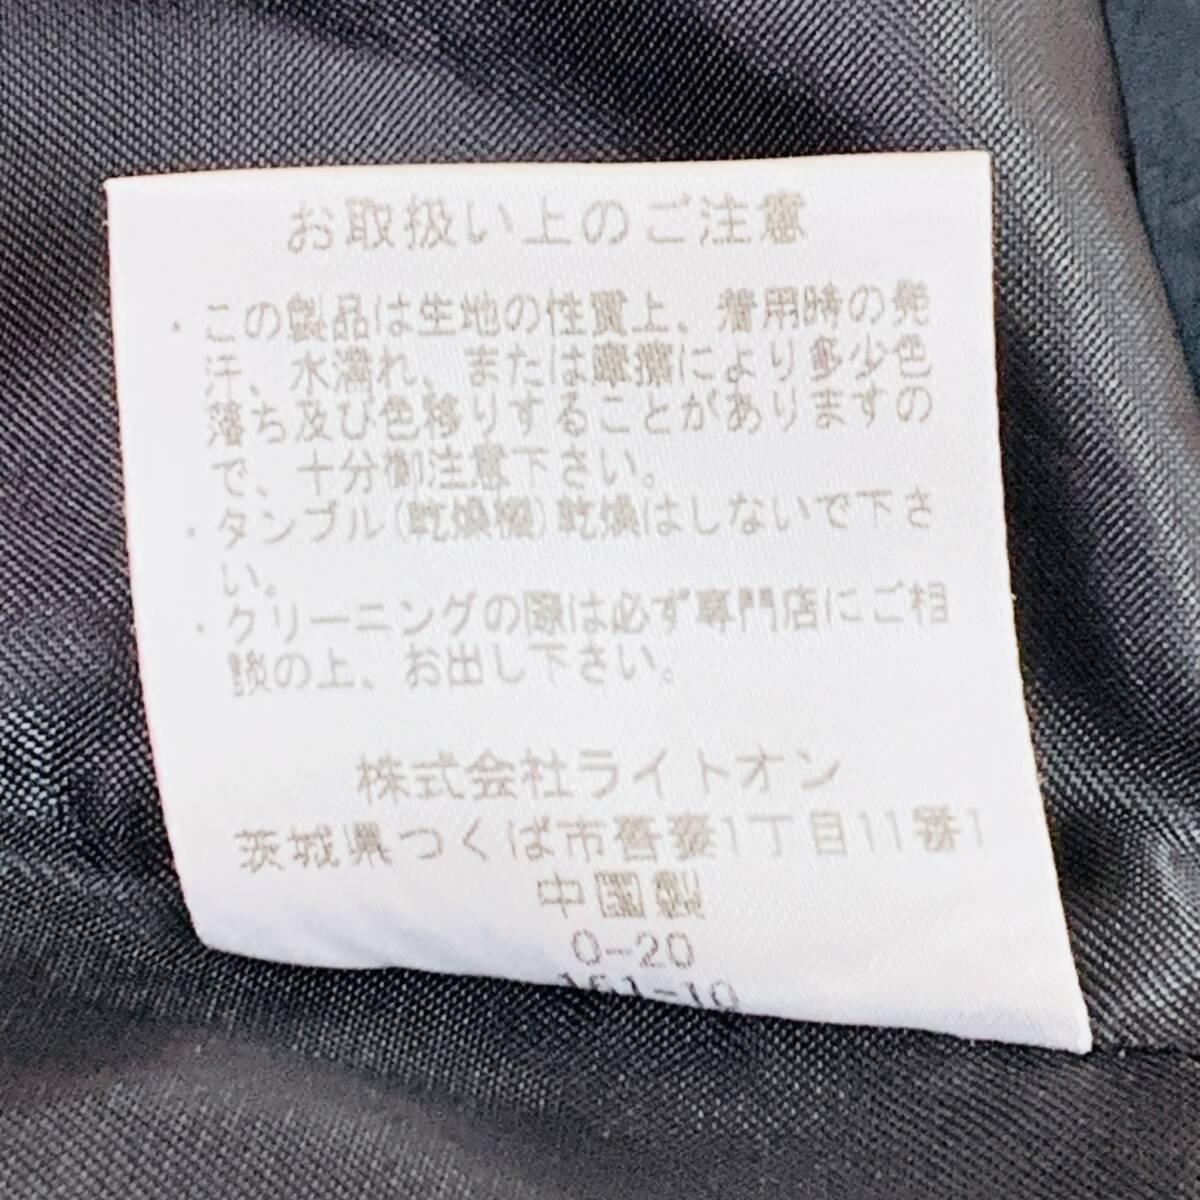 お取扱い上のご注意
・この製品は生地の性質上、着用時の発
汗、水濡れ、または摩擦により多少色
落ち及び色移りすることがありますの
で、十分御注意下さい。
・タンブル(乾燥機)乾燥はしないで下さ
い。
・クリーニングの際は必ず専門店にご相
談の上、お出し下さい。
株式会社ライトオン
茨城県つくば市吾妻1丁目11番1
中国製
0-20
161-10